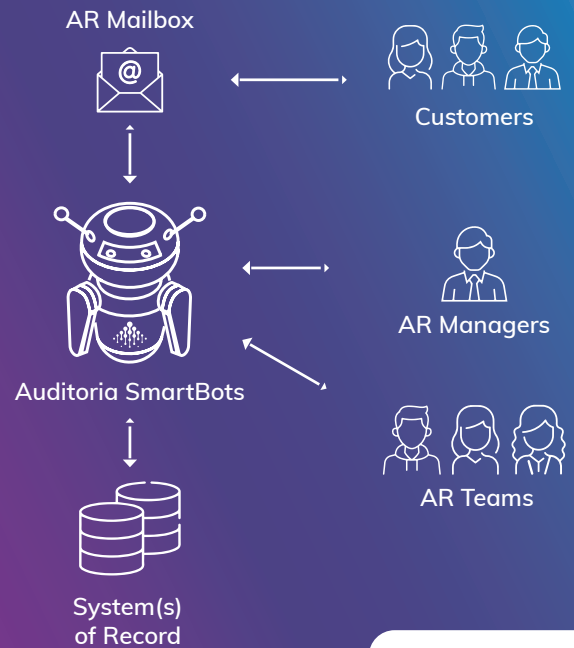 AR Mailbox
@
Customers
AR Managers
Auditoria SmartBots
AR Teams
System(s)
of Record